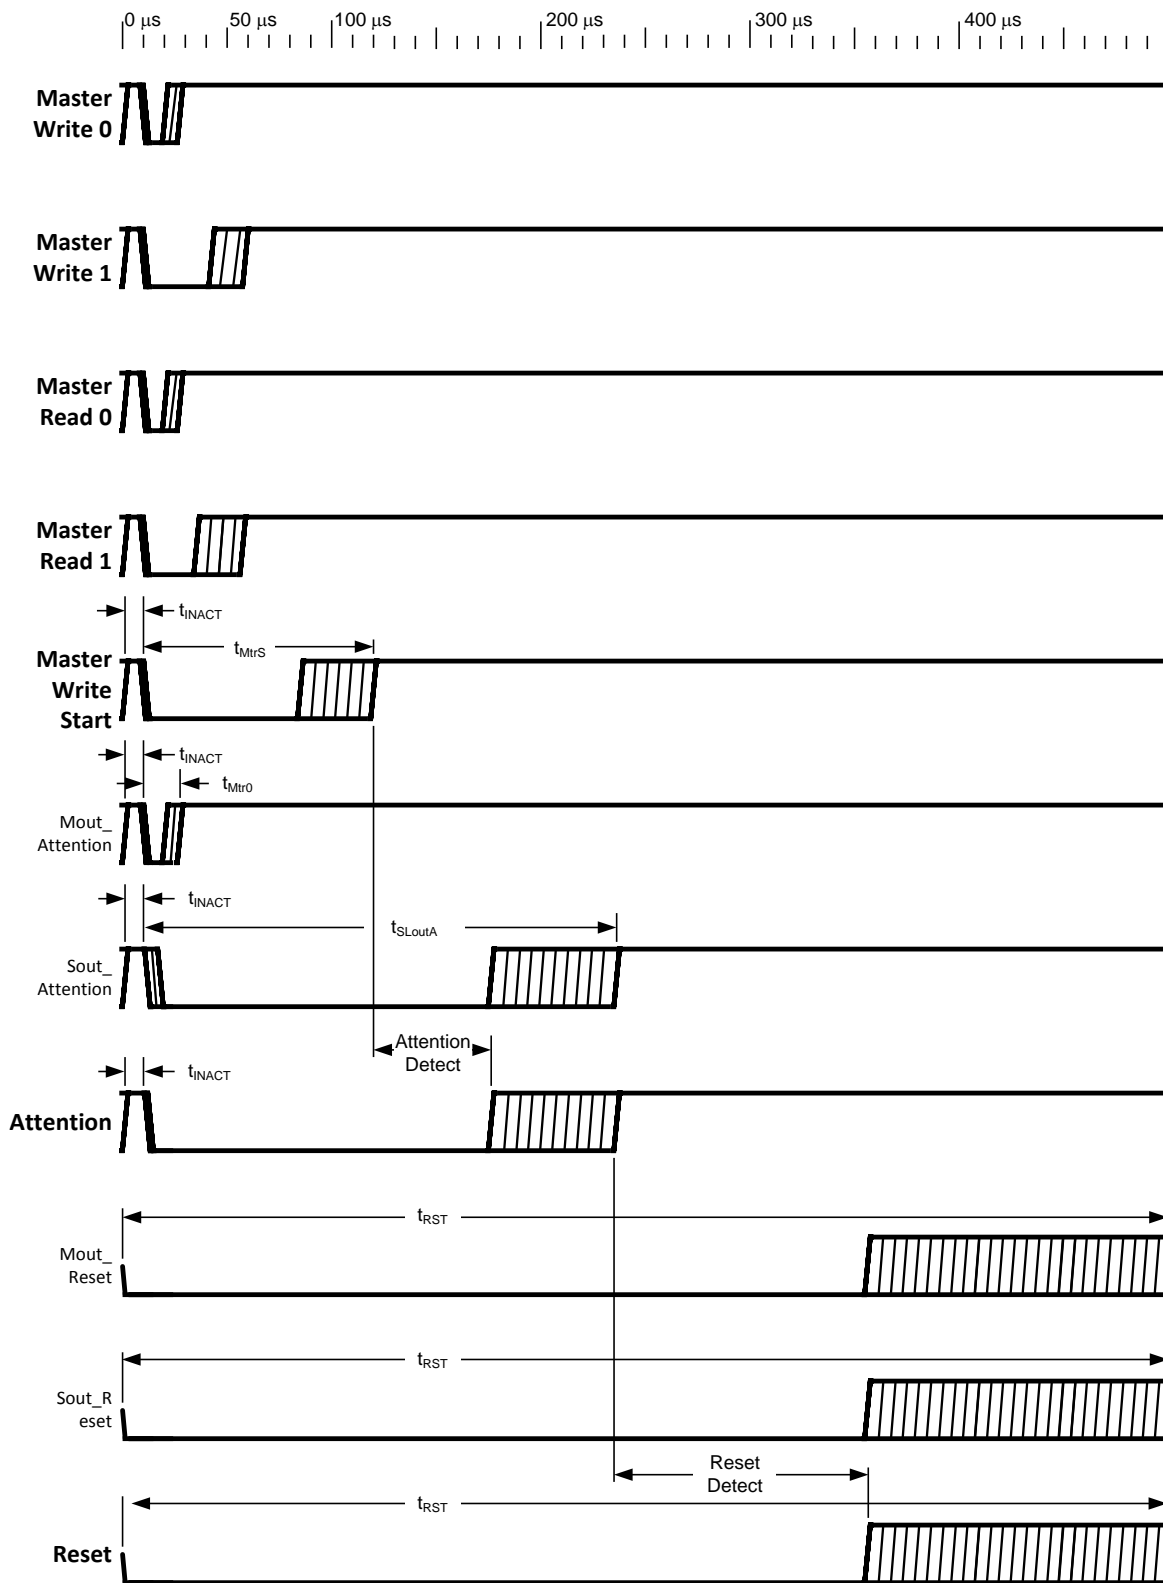 0 µs 50 µs 100 µs 200 µs 300 µs 400 µs
Master
Write 0
Master
Write 1
Master
Read 0
Master
Read 1
tINACT
tMtrS
Master
Write
Start
tINACT
tMtr0
Mout_
Attention
tINACT
tSLoutA
Sout_
Attention
Attention
Detect
tINACT
Attention
tRST
Mout_
Reset
tRST
Sout_R
eset
Reset
Detect
tRST
Reset